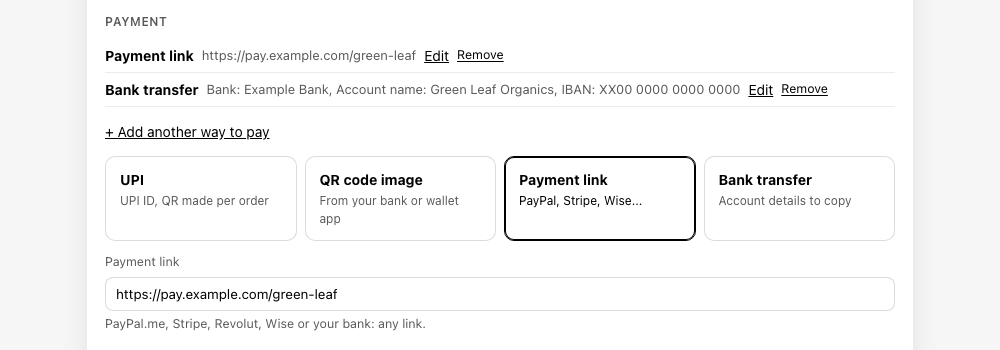 PAYMENT
Payment link https://pay.example.com/green-leaf Edit Remove
Bank transfer Bank: Example Bank, Account name: Green Leaf Organics, IBAN: XX00 0000 0000 0000 Edit Remove
+ Add another way to pay
UPI
UPI ID, QR made per order
QR code image
From your bank or wallet
app
Payment link
PayPal, Stripe, Wise...
Bank transfer
Account details to copy
Payment link
https://pay.example.com/green-leaf
PayPal.me, Stripe, Revolut, Wise or your bank: any link.